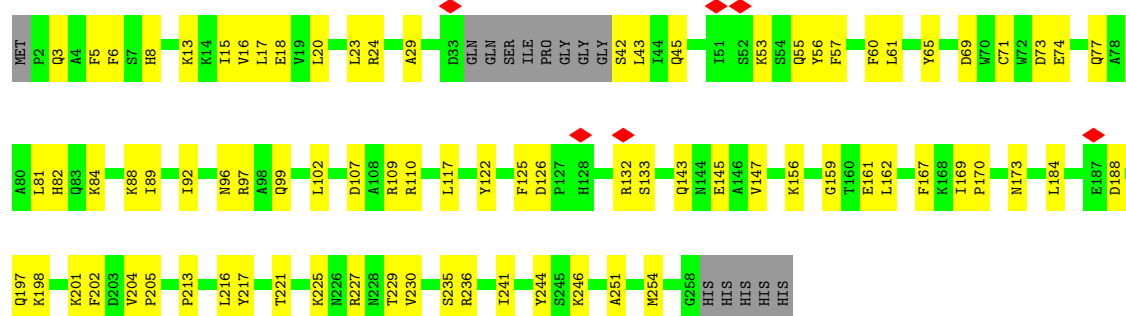 MET P2 Q3 A4 F5 F6 S7 H8 K13 K14 I15 V16 L17 E18 V19 L20 L23 R24 A29 D33 GLN GLN SER ILE PRO GLY GLY GLY S42 L43 I44 Q45 I51 S52 K53 S54 Q55 Y56 F57 F60 L61 Y65 D69 W70 C71 W72 D73 E74 Q77 A78
A80 L81 H82 Q83 K84 K88 I89 I92 N96 R97 A98 Q99 L102 D107 A108 R109 R110 L117 Y122 F125 D126 P127 H128 R132 S133 Q143 N144 E145 A146 V147 K156 G159 T160 E161 L162 F167 K168 I169 P170 N173 L184 E187 D188
Q197 K198 K201 F202 D203 V204 P205 P213 L216 Y217 T221 K225 N226 R227 N228 T229 V230 S235 R236 I241 Y244 S245 K246 A251 M254 G258 HIS HIS HIS HIS HIS